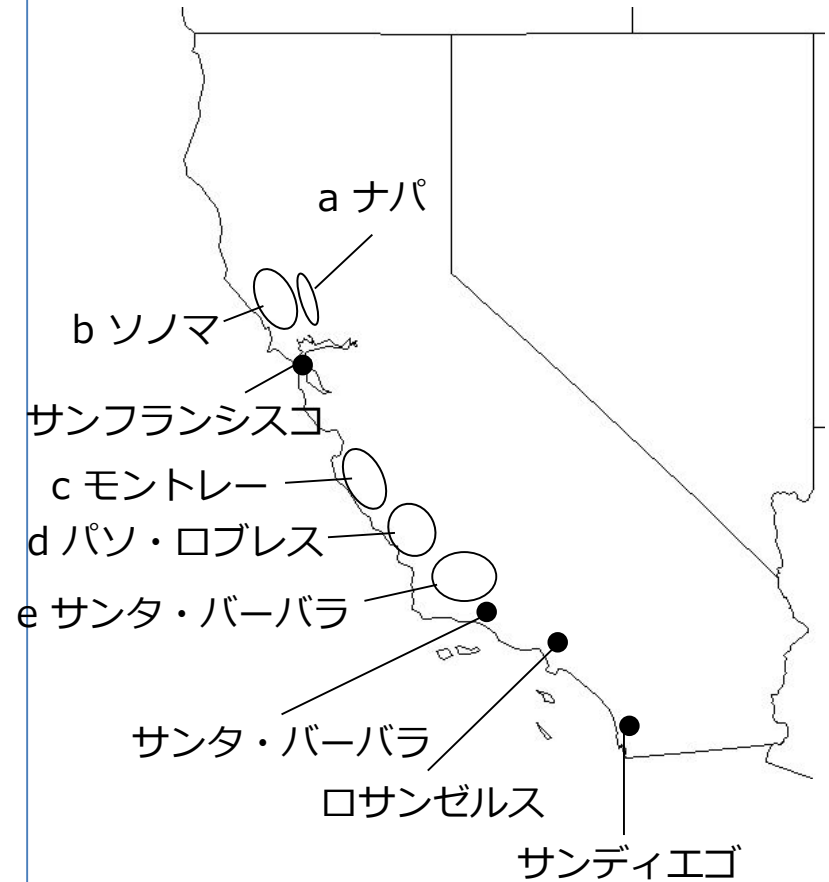 a ナパ
b ソノマ
サンフランシスコ
c モントレー
d パソ・ロブレス
e サンタ・バーバラ
サンタ・バーバラ
ロサンゼルス
サンディエゴ